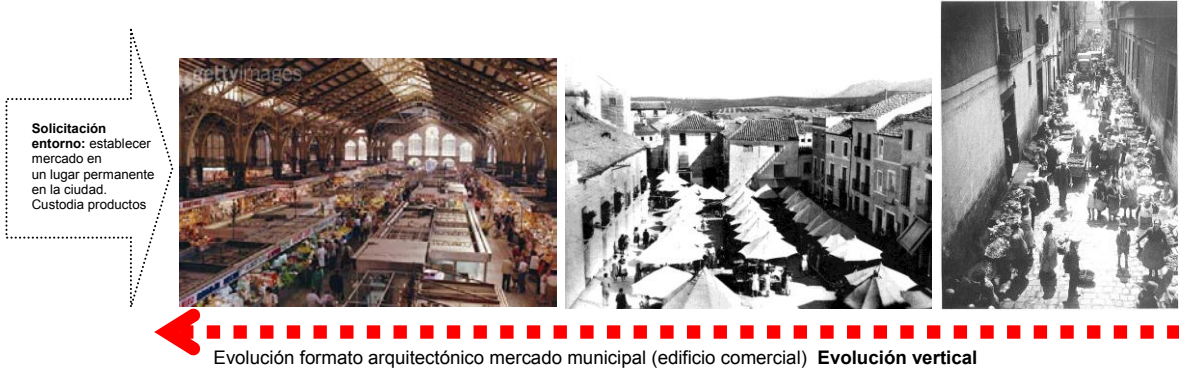 gettyimages
Solicitación
entorno: establecer
mercado en
un lugar permanente
en la ciudad.
Custodia productos
Evolución formato arquitectónico mercado municipal (edificio comercial) Evolución vertical